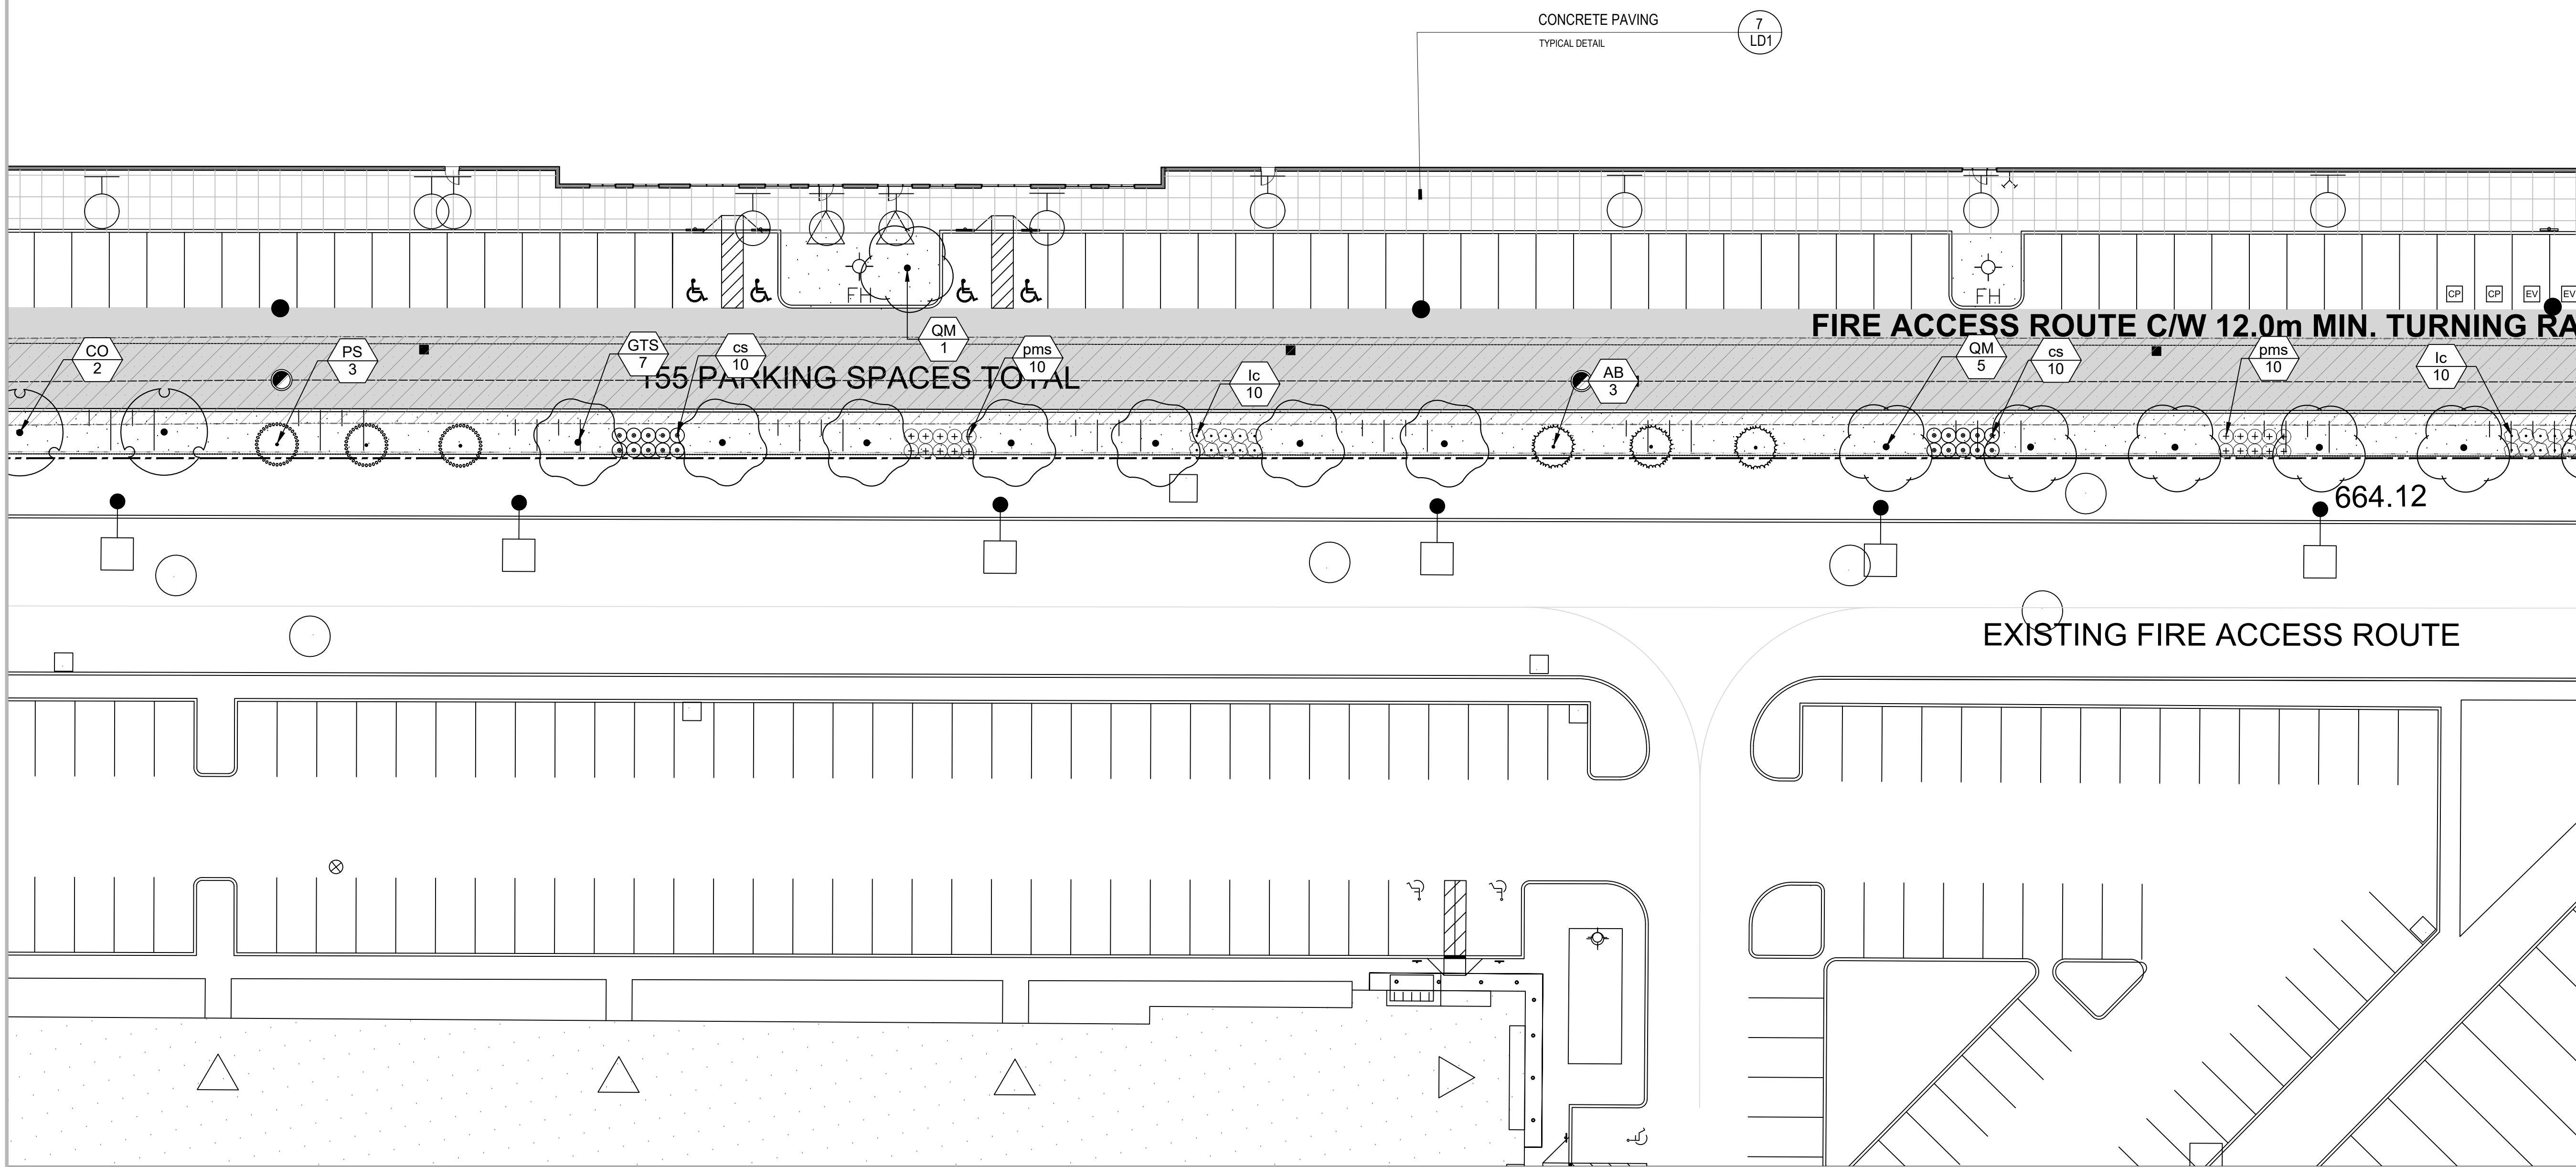 CONCRETE PAVING
TYPICAL DETAIL
7
LD1
FH
FH
CP
CP
EV
EV
FIRE ACCESS ROUTE C/W 12.0m MIN. TURNING RA
CO
2
PS
3
GTS
7
cs
10
QM
1
pms
10
lc
10
AB
3
QM
5
cs
10
pms
10
lc
10
155 PARKING SPACES TOTAL
664.12
EXISTING FIRE ACCESS ROUTE